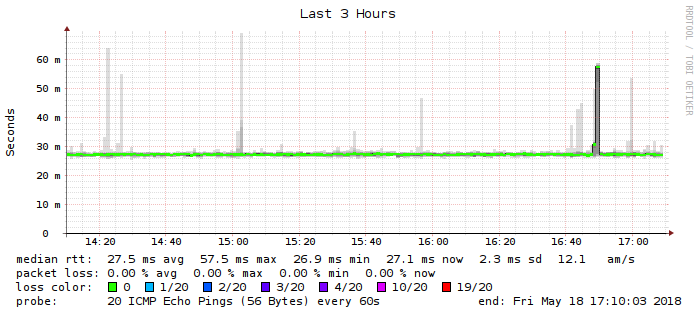 Last 3 Hours
RRDTOOL / TOBI OETIKER
Seconds
60 m
50 m
40 m
30 m
20 m
10 m
0
14:20 14:40 15:00 15:20 15:40 16:00 16:20 16:40 17:00
median rtt: 27.5 ms avg 57.5 ms max 26.9 ms min 27.1 ms now 2.3 ms sd 12.1 am/s
packet loss: 0.00 % avg 0.00 % max 0.00 % min 0.00 % now
loss color: 0 1/20 2/20 3/20 4/20 10/20 19/20
probe: 20 ICMP Echo Pings (56 Bytes) every 60s end: Fri May 18 17:10:03 2018